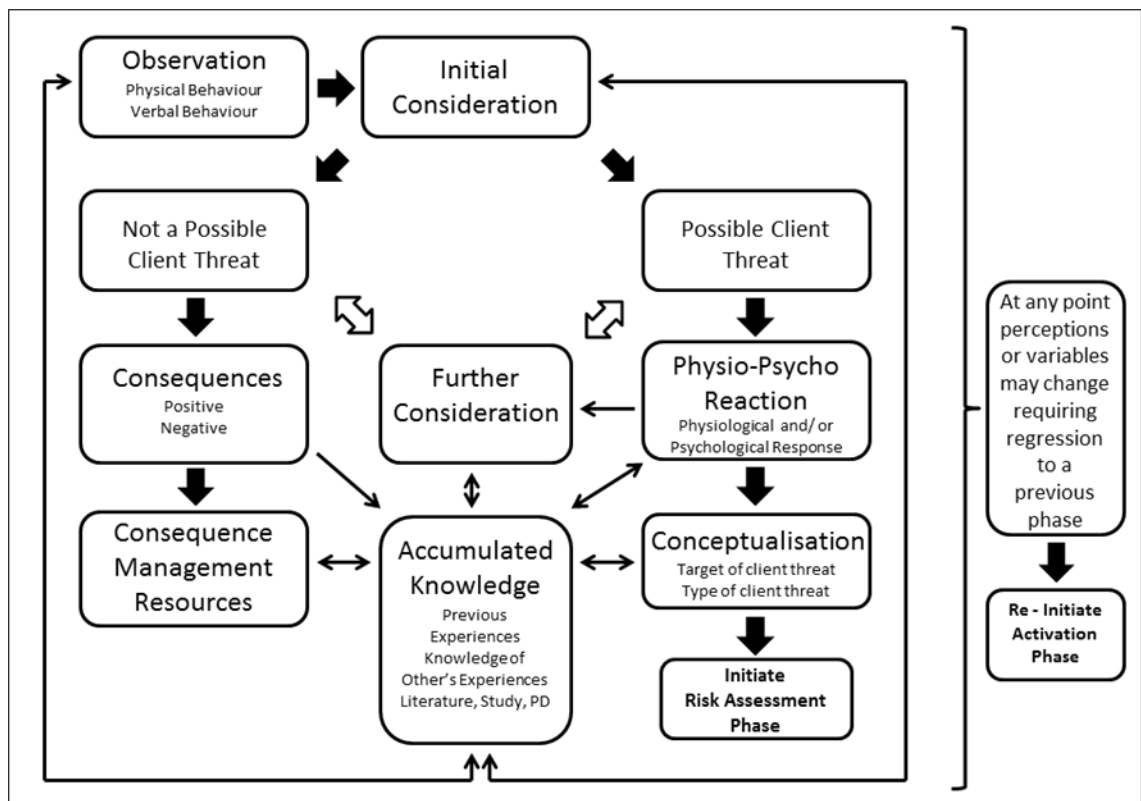 Observation
Physical Behaviour
Verbal Behaviour
Initial
Consideration
Not a Possible
Client Threat
Possible Client
Threat
Consequences
Positive
Negative
Further
Consideration
Physio-Psycho
Reaction
Physiological and/ or
Psychological Response
Consequence
Management
Resources
Accumulated
Knowledge
Previous
Experiences
Knowledge of
Other's Experiences
Literature, Study, PD
Conceptualisation
Target of client threat
Type of client threat
Initiate
Risk Assessment
Phase
At any point
perceptions
or variables
may change
requiring
regression
to a
previous
phase
Re - Initiate
Activation
Phase